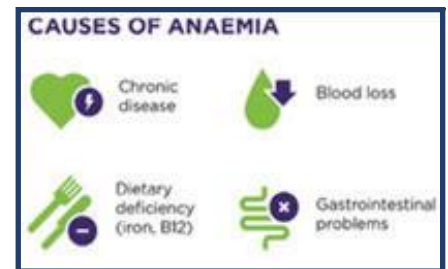 CAUSES OF ANAEMIA
Chronic
disease
Blood loss
Dietary
deficiency
(iron, B12)
Gastrointestinal
problems